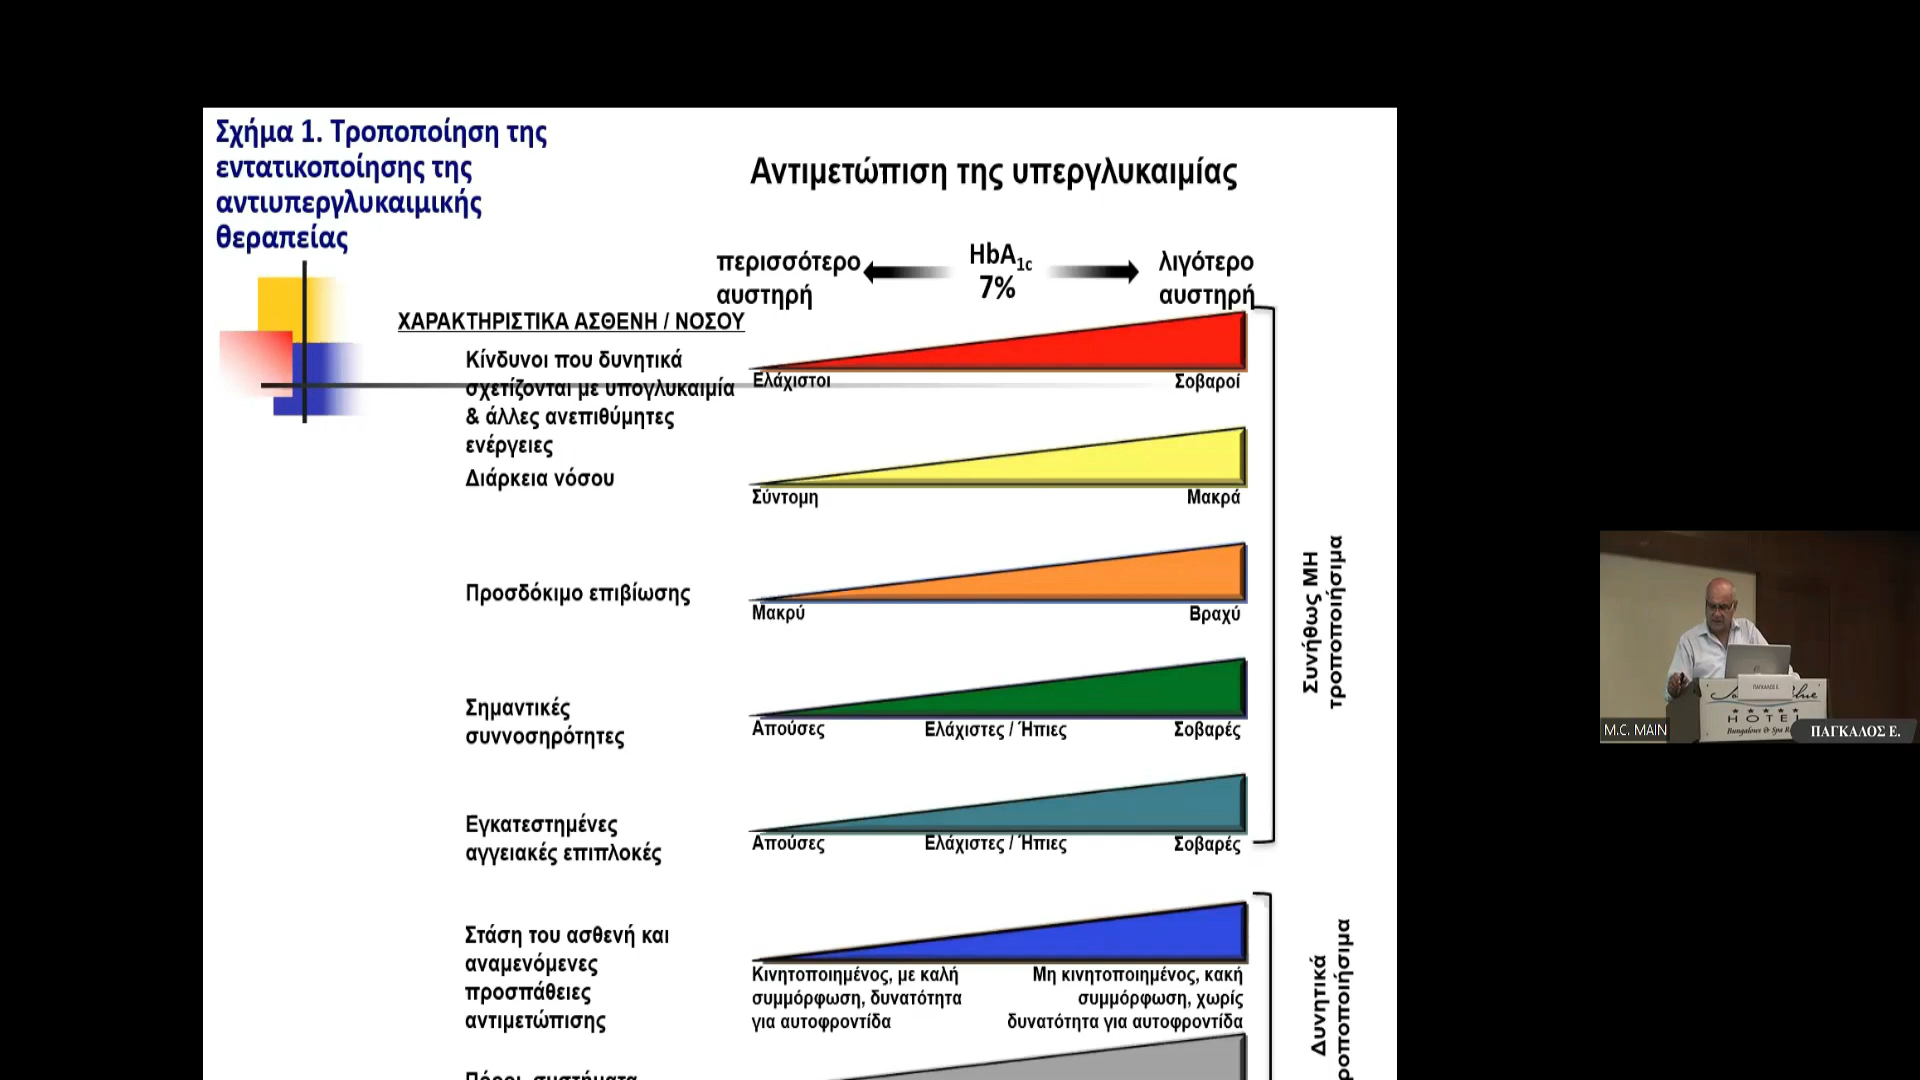 Σχήμα 1. Τροποποίηση της
εντατικοποίησης της
αντιυπεργλυκαιμικής
θεραπείας
Αντιμετώπιση της υπεργλυκαιμίας
περισσότερο
αυστηρή
HbA1c
7%
λιγότερο
αυστηρή
ΧΑΡΑΚΤΗΡΙΣΤΙΚΑ ΑΣΘΕΝΗ / ΝΟΣΟΥ
Κίνδυνοι που δυνητικά
σχετίζονται με υπογλυκαιμία
& άλλες ανεπιθύμητες
ενέργειες
Ελάχιστοι
Σοβαροί
Διάρκεια νόσου
Σύντομη
Μακρά
Προσδόκιμο επιβίωσης
Μακρύ
Βραχύ
Σημαντικές
συννοσηρότητες
Απούσες
Ελάχιστες / Ήπιες
Σοβαρές
Εγκατεστημένες
αγγειακές επιπλοκές
Απούσες
Ελάχιστες / Ήπιες
Σοβαρές
Συνήθως ΜΗ
τροποποιήσιμα
Στάση του ασθενή και
αναμενόμενες
προσπάθειες
αντιμετώπισης
Κινητοποιημένος, με καλή
συμμόρφωση, δυνατότητα
για αυτοφροντίδα
Μη κινητοποιημένος, κακή
συμμόρφωση, χωρίς
δυνατότητα για αυτοφροντίδα
Δυνητικά
ροποποιήσιμα
HOTEL
M.C. MAIN
ΠΑΓΚΑΛΟΣ Ε.